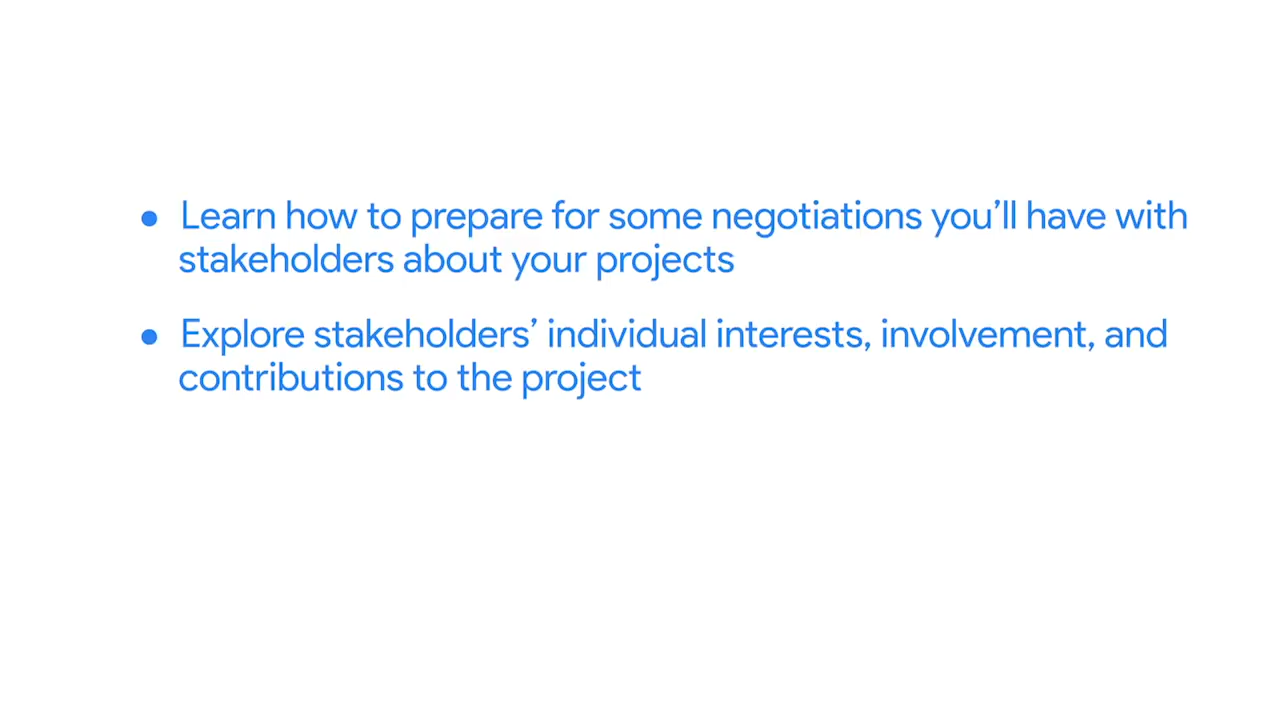 ● Learn how to prepare for some negotiations you’ll have with
stakeholders about your projects
● Explore stakeholders’ individual interests, involvement, and
contributions to the project